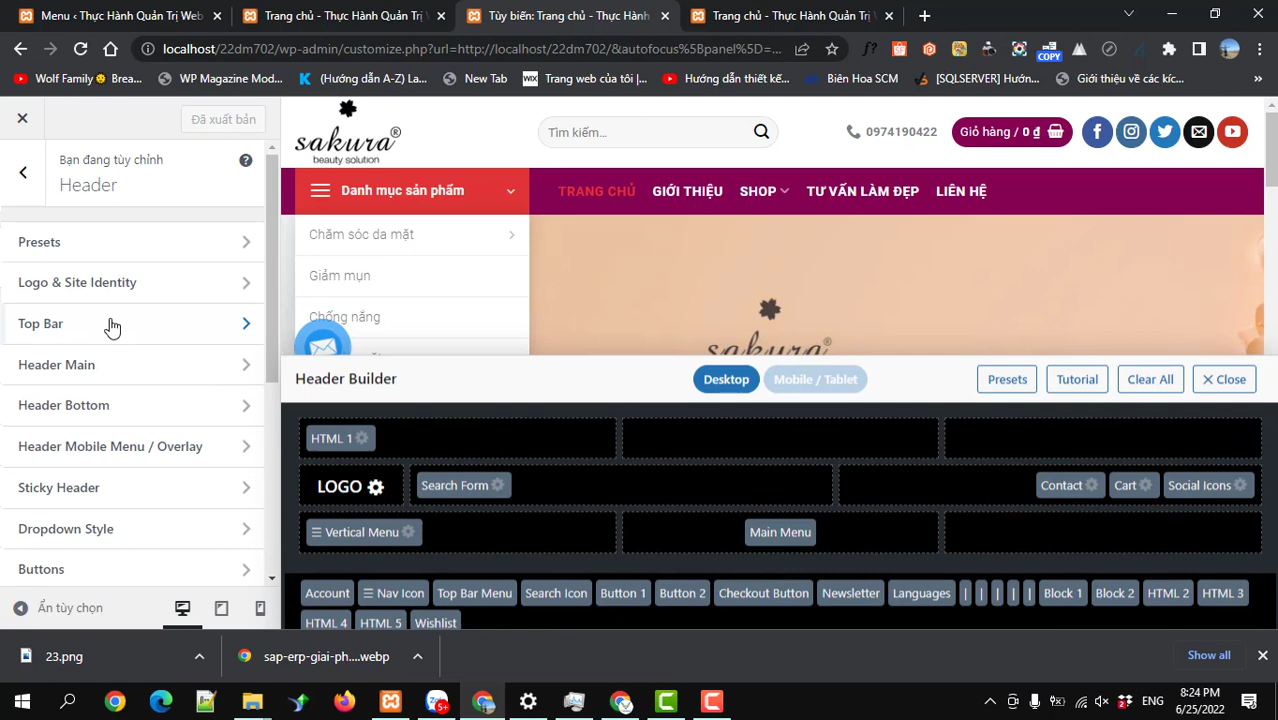 Menu ‹ Thực Hành Quản Trị Web
Trang chủ - Thực Hành Quản Trị V
Tùy biến: Trang chủ - Thực Hành
Trang chủ - Thực Hành Quản Trị V
localhost/22dm702/wp-admin/customize.php?url=http://localhost/22dm702/&autofocus%5Bpanel%5D=...
COPY
Wolf Family Brea...
WP Magazine Mod...
(Hướng dẫn A-Z) La...
New Tab
WIX
Trang web của tôi |...
Hướng dẫn thiết kế...
Biên Hoa SCM
[SQLSERVER] Hướn...
Giới thiệu về các kíc...
»
Đã xuất bản
Bạn đang tùy chỉnh
Header
Presets
Logo & Site Identity
Top Bar
Header Main
Header Bottom
Header Mobile Menu / Overlay
Sticky Header
Dropdown Style
Buttons
Ẩn tùy chọn
sakura®
beauty solution
Tìm kiếm...
0974190422
Giỏ hàng / 0 ₫
Danh mục sản phẩm
TRANG CHỦ
GIỚI THIỆU
SHOP
TƯ VẤN LÀM ĐẸP
LIÊN HỆ
Chăm sóc da mặt
Giảm mụn
Chống nắng
Header Builder
Desktop
Mobile / Tablet
Presets
Tutorial
Clear All
Close
HTML 1
LOGO
Search Form
Contact
Cart
Social Icons
Vertical Menu
Main Menu
Account
Nav Icon
Top Bar Menu
Search Icon
Button 1
Button 2
Checkout Button
Newsletter
Languages
|
|
|
|
|
Block 1
Block 2
HTML 2
HTML 3
HTML 4
HTML 5
Wishlist
23.png
sap-erp-giai-ph....webp
Show all
5+
ENG
8:24 PM
6/25/2022